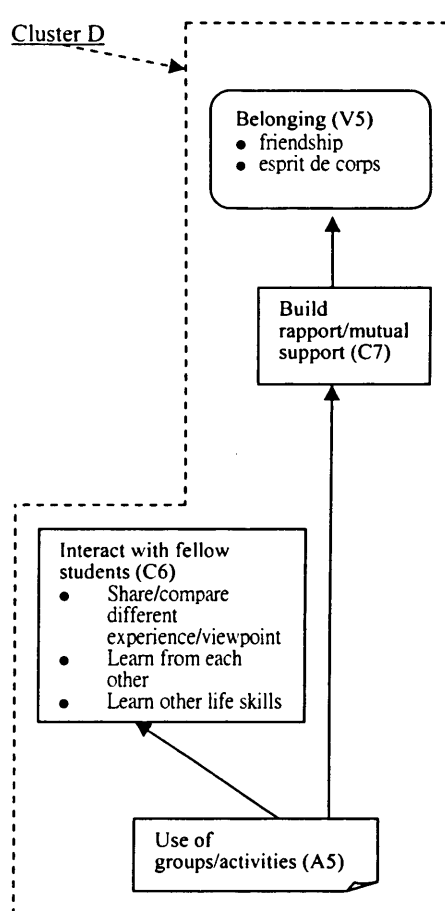 Cluster D
Belonging (V5)
● friendship
● esprit de corps
Build
rapport/mutual
support (C7)
Interact with fellow
students (C6)
● Share/compare
different
experience/viewpoint
● Learn from each
other
● Learn other life skills
Use of
groups/activities (A5)